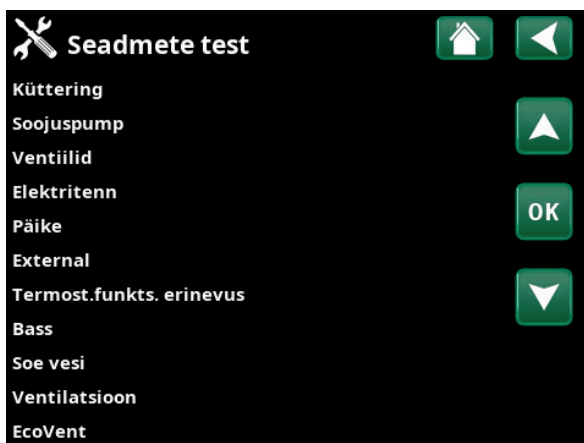 Seadmete test
Küttering
Soojuspump
Ventiilid
Elektritenn
Päike
External
Termost.funkts. erinevus
Bass
Soe vesi
Ventilatsioon
EcoVent
OK